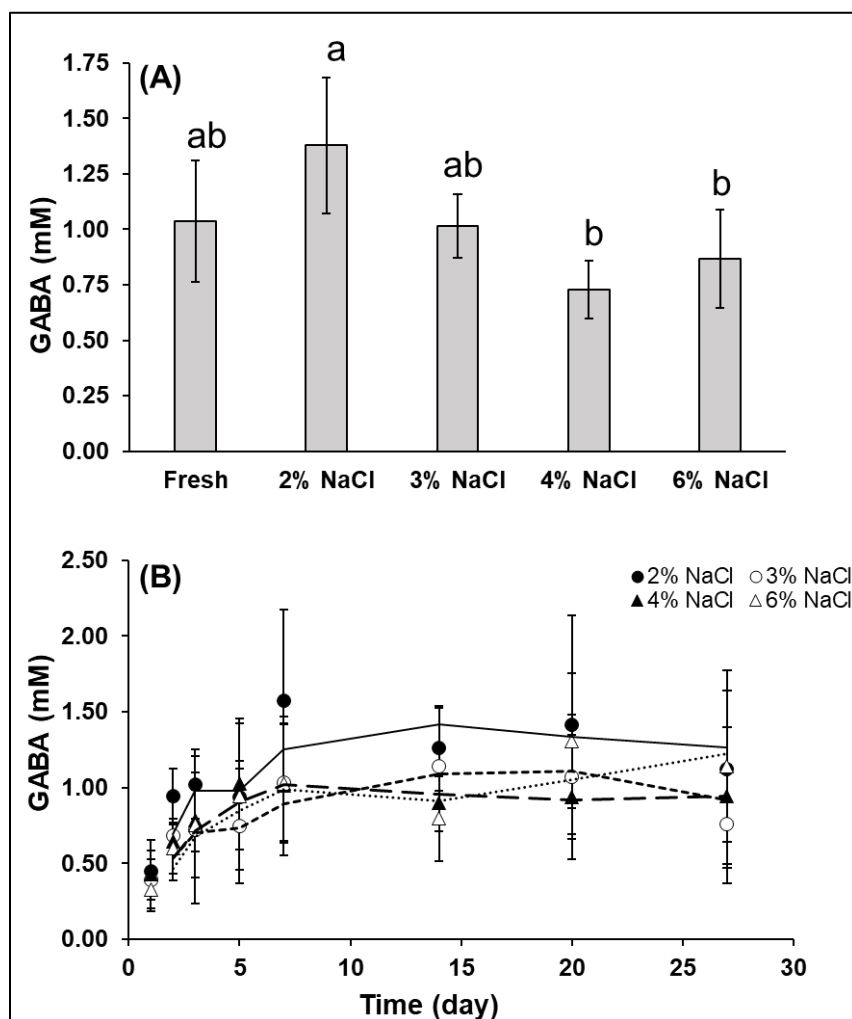 (A)
GABA (mM)
1.75
1.50
1.25
1.00
0.75
0.50
0.25
0.00
ab
a
ab
b
b
Fresh 2% NaCl 3% NaCl 4% NaCl 6% NaCl
(B)
GABA (mM)
2.50
2.00
1.50
1.00
0.50
0.00
2% NaCl 3% NaCl
4% NaCl 6% NaCl
0 5 10 15 20 25 30
Time (day)